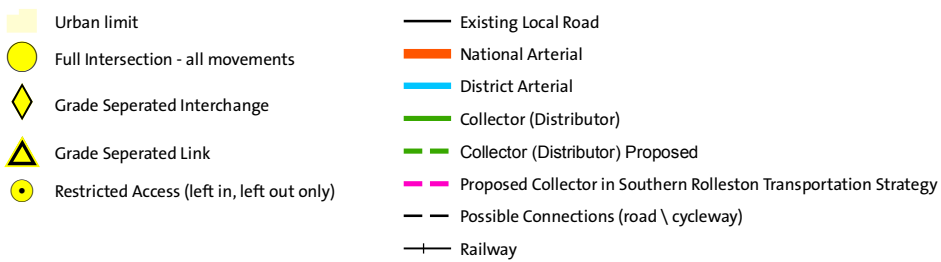 Urban limit
Full Intersection - all movements
Grade Seperated Interchange
Grade Seperated Link
Restricted Access (left in, left out only)
Existing Local Road
National Arterial
District Arterial
Collector (Distributor)
Collector (Distributor) Proposed
Proposed Collector in Southern Rolleston Transportation Strategy
Possible Connections (road \ cycleway)
Railway